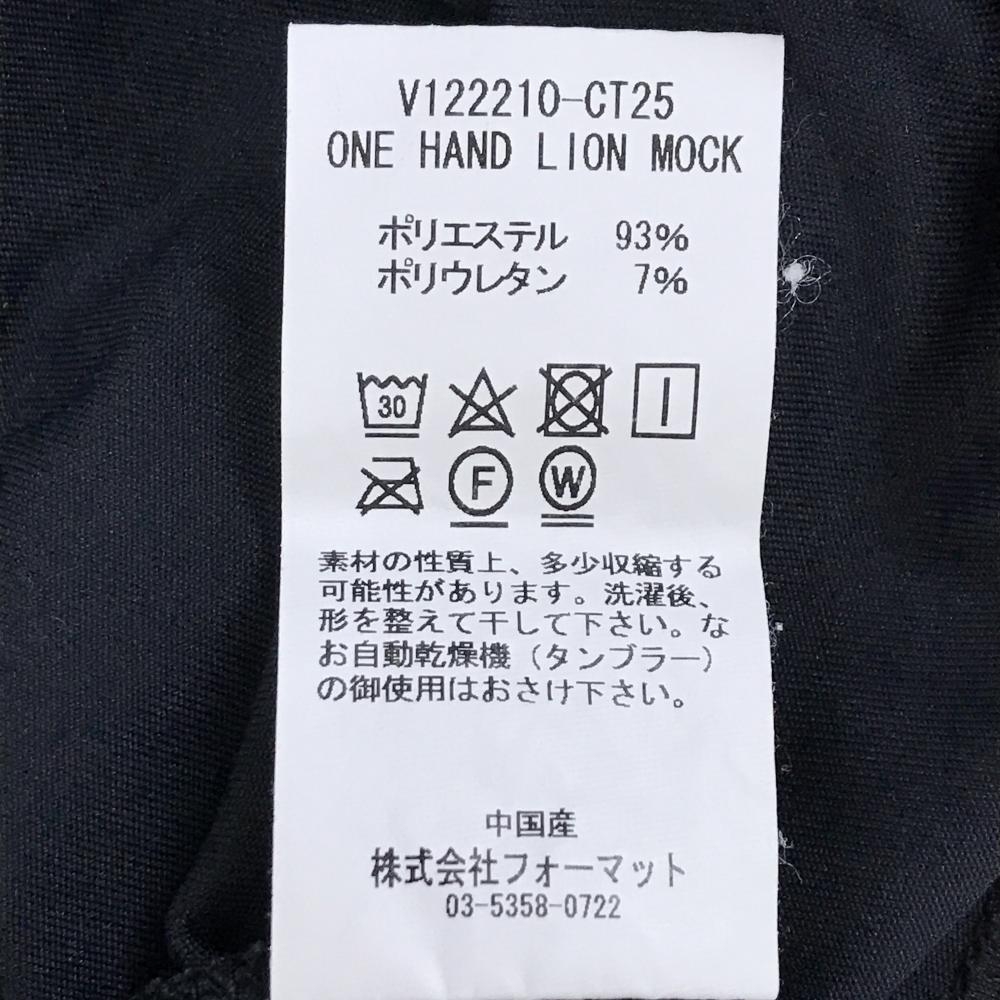 V122210-CT25
ONE HAND LION MOCK
ポリエステル 93%
ポリウレタン 7%
30
F W
素材の性質上、多少収縮する
可能性があります。洗濯後、
形を整えて干して下さい。な
お自動乾燥機（タンブラー）
の御使用はおさけ下さい。
中国産
株式会社フォーマット
03-5358-0722